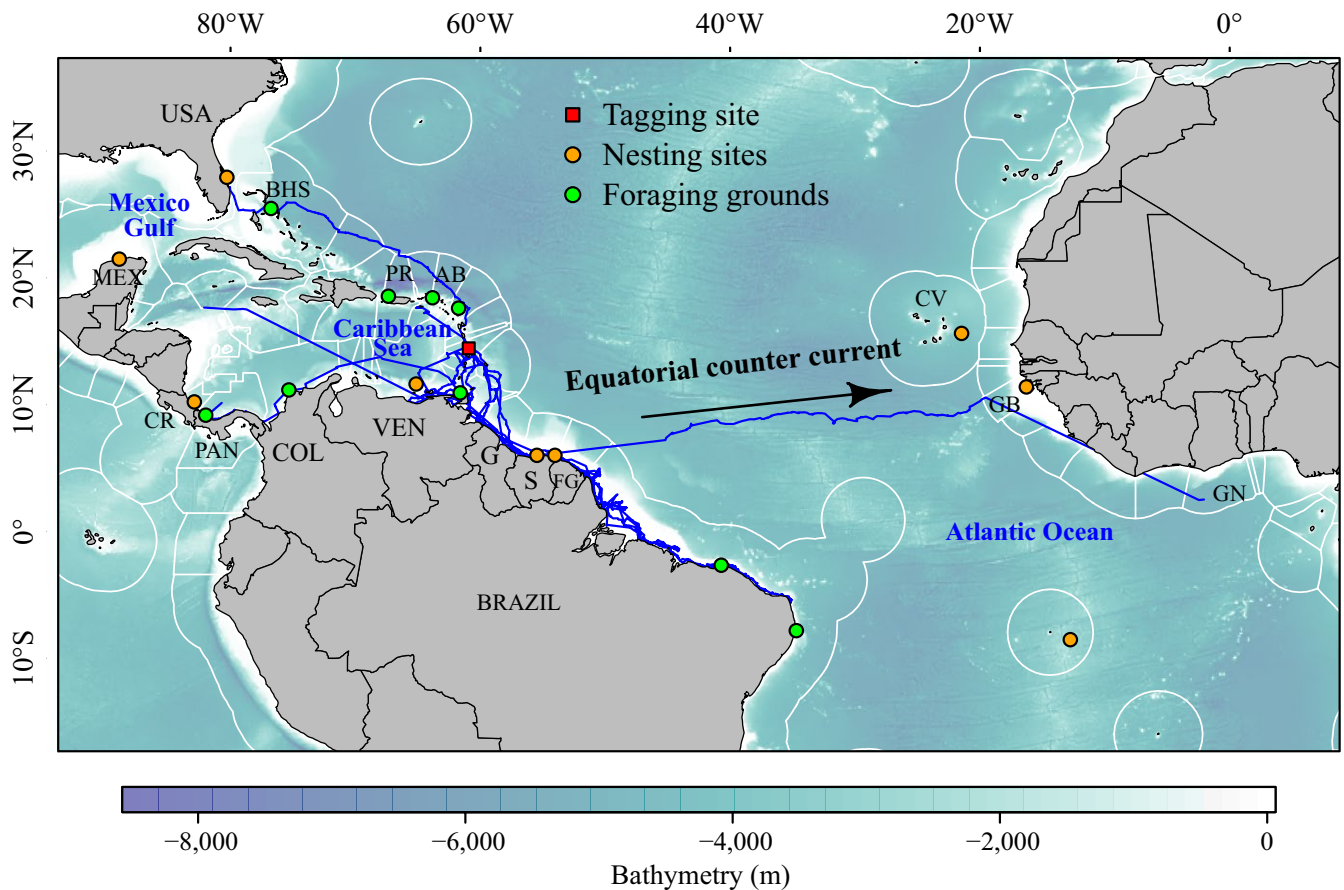 80°W 60°W 40°W 20°W 0°
30°N
20°N
10°N
0°
10°S
USA
Tagging site
Nesting sites
Foraging grounds
BHS
Mexico
Gulf
MEX
PR
AB
CV
Caribbean
Sea
Equatorial counter current
CR
PAN
COL
VEN
G
S
FG
GB
GN
Atlantic Ocean
BRAZIL
−8,000 −6,000 −4,000 −2,000 0
Bathymetry (m)